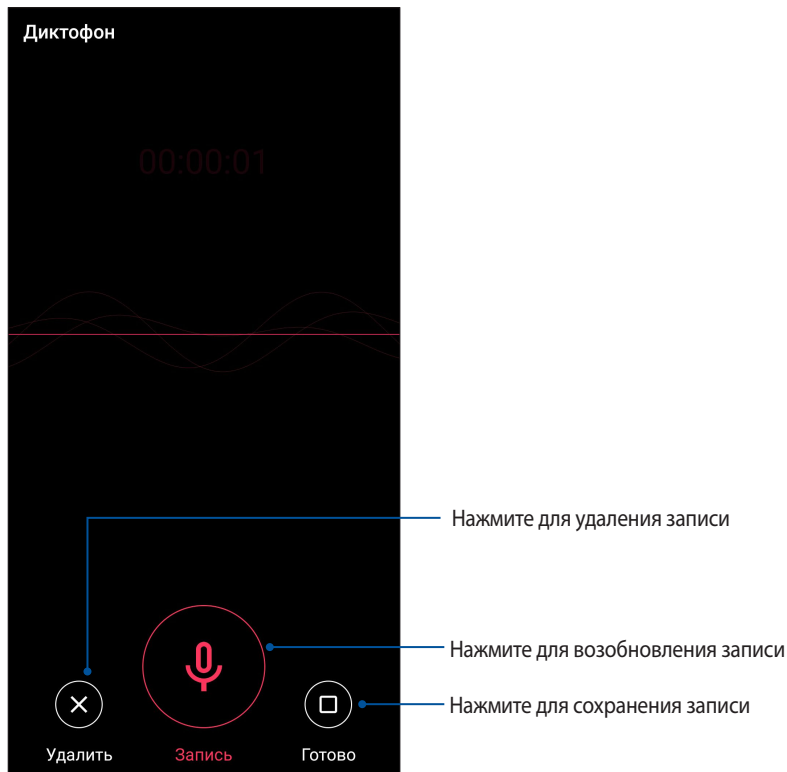 Диктофон
00:00:01
Нажмите для удаления записи
Нажмите для возобновления записи
Нажмите для сохранения записи
Удалить
Запись
Готово